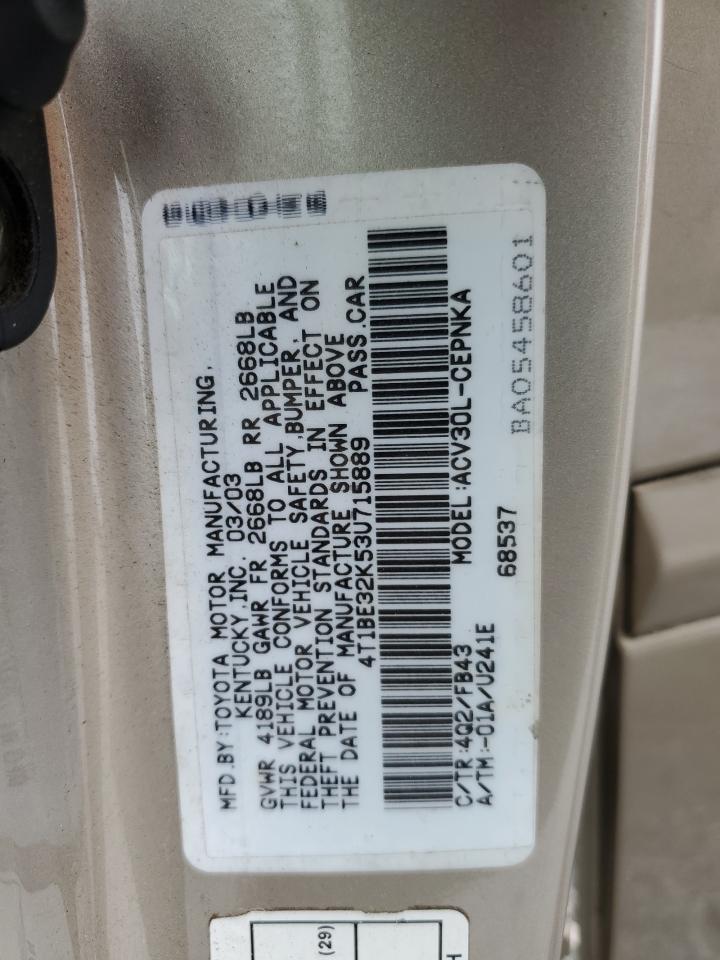 MFD.BY:TOYOTA MOTOR MANUFACTURING,
KENTUCKY,INC. 03/03
GVWR 4189LB GAWR FR 2668LB RR 2668LB
THIS VEHICLE CONFORMS TO ALL APPLICABLE
FEDERAL MOTOR VEHICLE SAFETY,BUMPER, AND
THEFT PREVENTION STANDARDS IN EFFECT ON
THE DATE OF MANUFACTURE SHOWN ABOVE
4T1BE32K53U715889 PASS.CAR
C/TR:4Q2/FB43 MODEL:ACV30L-CEPNKA
A/TM:-01A/U241E
68537
BA05458601
(29)